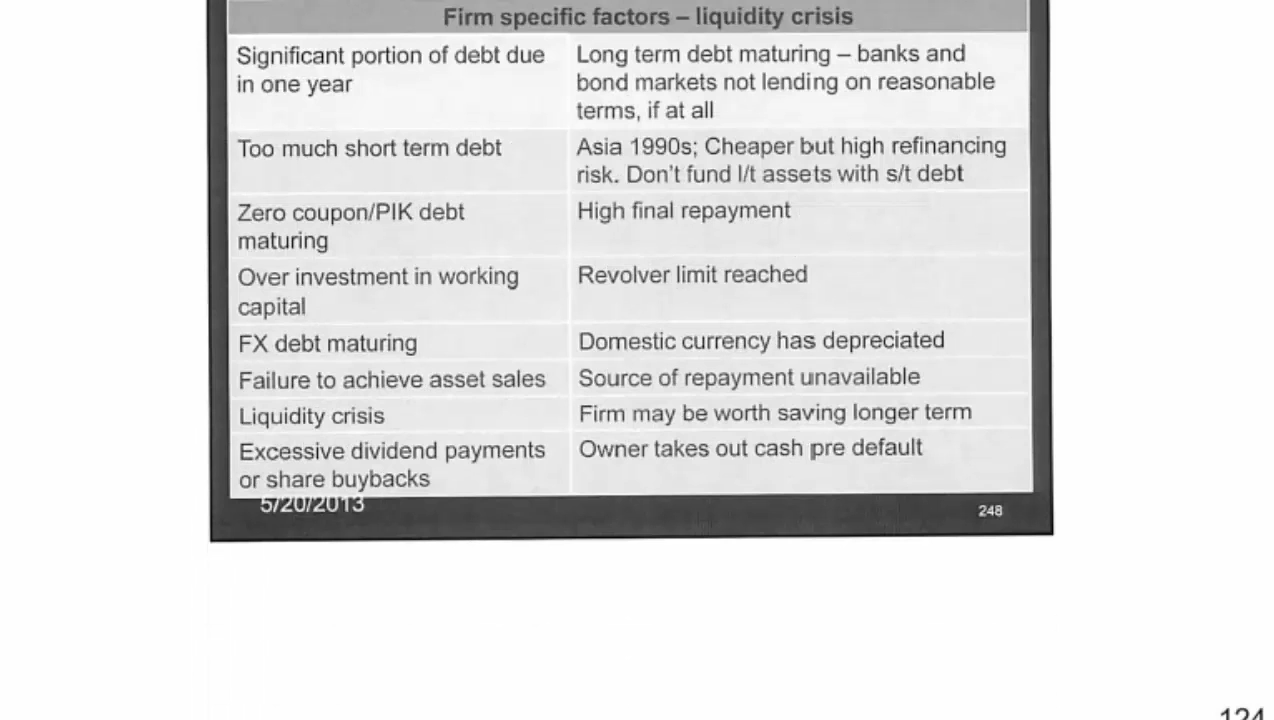 Firm specific factors – liquidity crisis
Significant portion of debt due
in one year
Long term debt maturing – banks and
bond markets not lending on reasonable
terms, if at all
Too much short term debt
Asia 1990s; Cheaper but high refinancing
risk. Don't fund l/t assets with s/t debt
Zero coupon/PIK debt
maturing
High final repayment
Over investment in working
capital
Revolver limit reached
FX debt maturing
Domestic currency has depreciated
Failure to achieve asset sales
Source of repayment unavailable
Liquidity crisis
Firm may be worth saving longer term
Excessive dividend payments
or share buybacks
Owner takes out cash pre default
5/20/2013
248
124